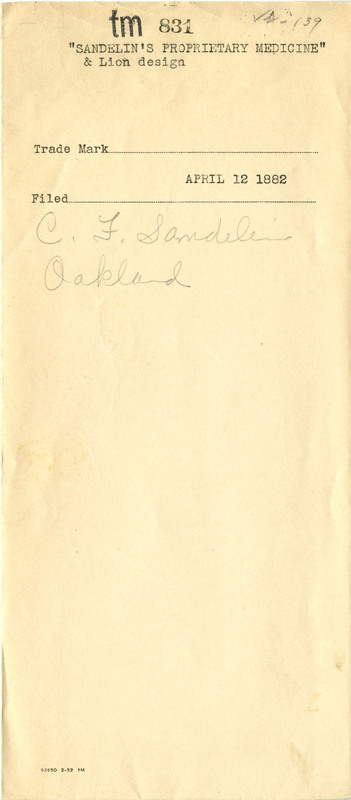 tm 831
"SANDELIN'S PROPRIETARY MEDICINE"
& Lion design
Trade Mark
APRIL 12 1882
Filed
C. F. Sandelin
Oakland